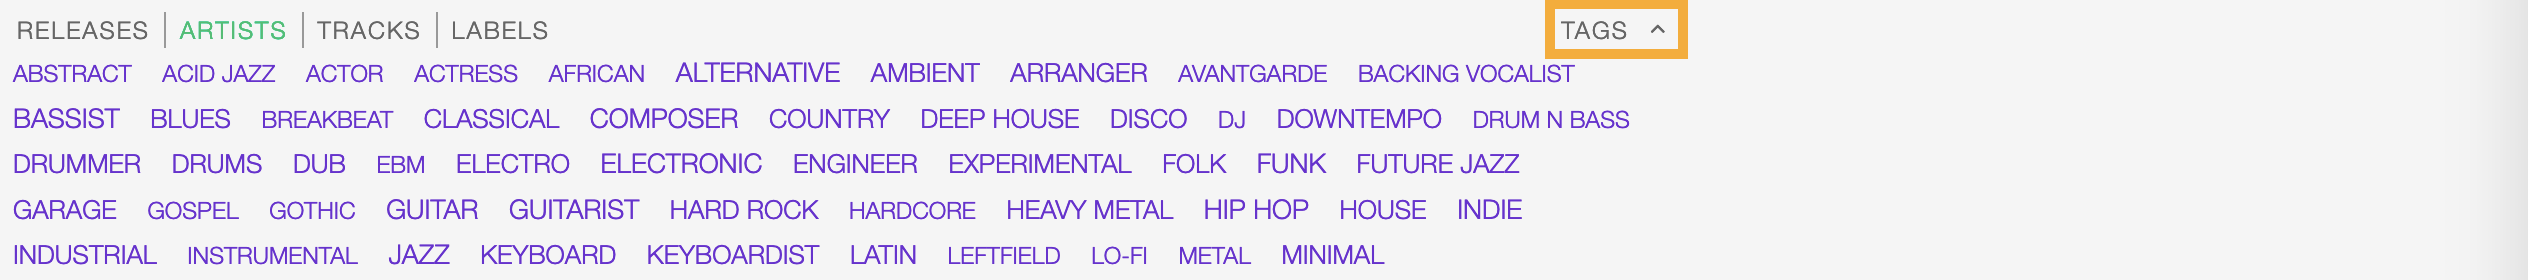 RELEASES ARTISTS TRACKS LABELS TAGS
ABSTRACT ACID JAZZ ACTOR ACTRESS AFRICAN ALTERNATIVE AMBIENT ARRANGER AVANTGARDE BACKING VOCALIST
BASSIST BLUES BREAKBEAT CLASSICAL COMPOSER COUNTRY DEEP HOUSE DISCO DJ DOWNTEMPO DRUM N BASS
DRUMMER DRUMS DUB EBM ELECTRO ELECTRONIC ENGINEER EXPERIMENTAL FOLK FUNK FUTURE JAZZ
GARAGE GOSPEL GOTHIC GUITAR GUITARIST HARD ROCK HARDCORE HEAVY METAL HIP HOP HOUSE INDIE
INDUSTRIAL INSTRUMENTAL JAZZ KEYBOARD KEYBOARDIST LATIN LEFTFIELD LO-FI METAL MINIMAL